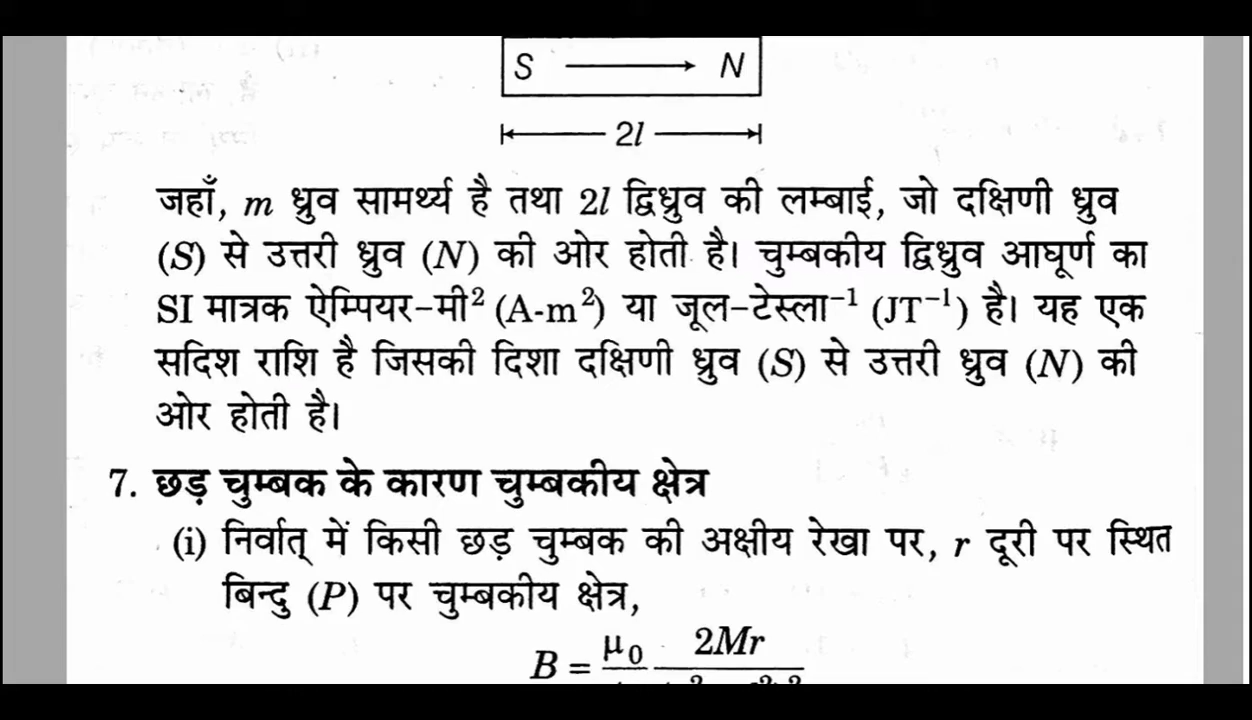 S → N
2l
जहाँ, m ध्रुव सामर्थ्य है तथा 2l द्विध्रुव की लम्बाई, जो दक्षिणी ध्रुव
(S) से उत्तरी ध्रुव (N) की ओर होती है। चुम्बकीय द्विध्रुव आघूर्ण का
SI मात्रक ऐम्पियर-मी² (A-m²) या जूल-टेस्ला⁻¹ (JT⁻¹) है। यह एक
सदिश राशि है जिसकी दिशा दक्षिणी ध्रुव (S) से उत्तरी ध्रुव (N) की
ओर होती है।
7. छड़ चुम्बक के कारण चुम्बकीय क्षेत्र
(i) निर्वात् में किसी छड़ चुम्बक की अक्षीय रेखा पर, r दूरी पर स्थित
बिन्दु (P) पर चुम्बकीय क्षेत्र,
B = μ₀ 2Mr